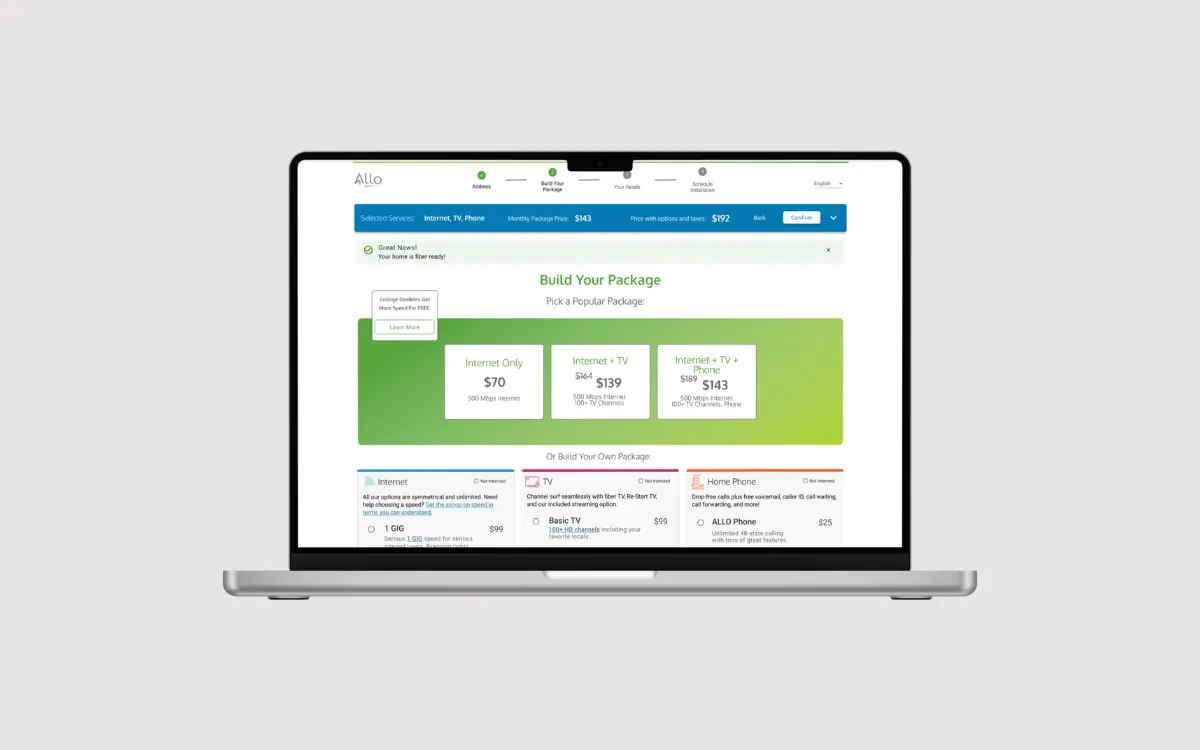 Allo
Address
2
Build Your
Package
Your Details
Schedule
Installation
English
Selected Services: Internet, TV, Phone
Monthly Package Price: $143
Price with options and taxes: $192
Back
Confirm
Great News!
Your home is fiber ready!
Build Your Package
Pick a Popular Package:
College Students Get
More Speed For FREE
Learn More
Internet Only
$70
500 Mbps Internet
Internet + TV
$164 $139
500 Mbps Internet
100+ TV Channels
Internet + TV +
Phone
$189 $143
500 Mbps Internet,
100+ TV Channels, Phone
Or Build Your Own Package:
Internet
Not Interested
All our options are symmetrical and unlimited. Need
help choosing a speed? Get the scoop on speed in
terms you can understand.
1 GIG $99
Serious 1 GIG speed for serious
TV
Not Interested
Channel surf seamlessly with fiber TV, Re-Start TV,
and our included streaming option.
Basic TV $99
100+ HD channels including your
favorite locals.
Home Phone
Not Interested
Drop-free calls plus free voicemail, caller ID, call waiting,
call forwarding, and more!
ALLO Phone $25
Unlimited 48-state calling
with tons of great features.